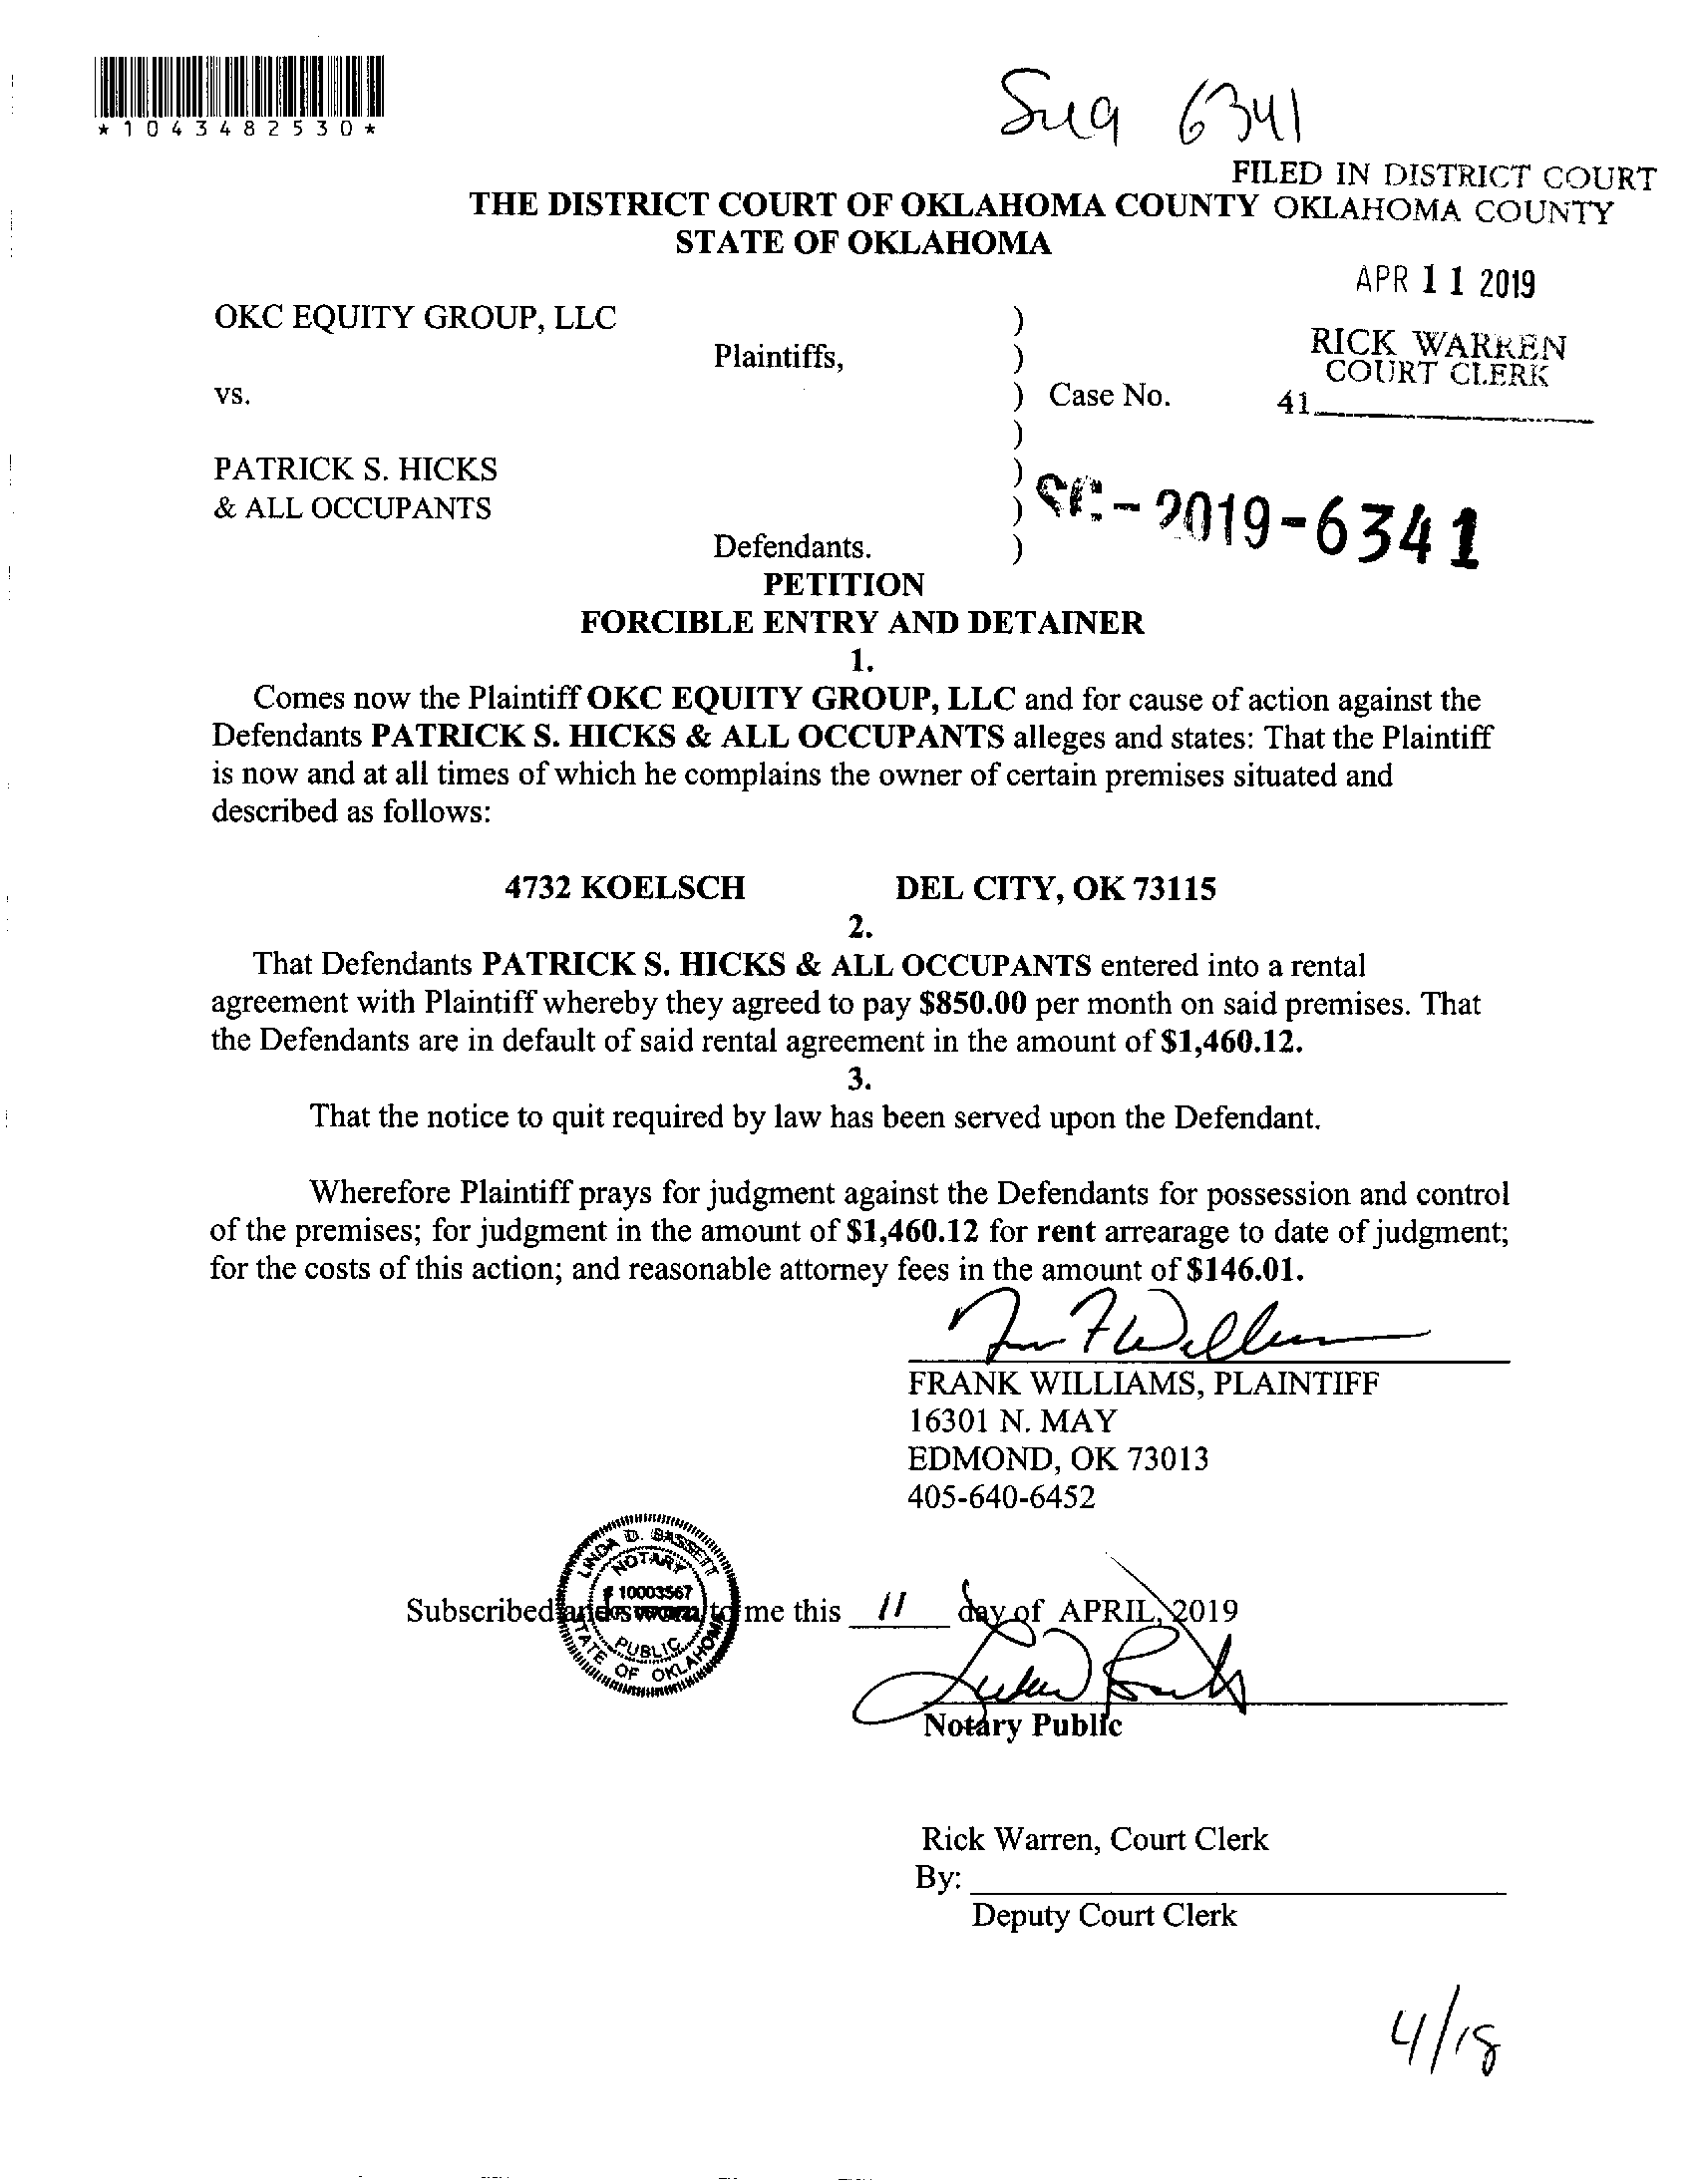 *1043482530*
6341
FILED IN DISTRICT COURT
THE DISTRICT COURT OF OKLAHOMA COUNTY OKLAHOMA COUNTY
STATE OF OKLAHOMA
APR 11 2019
OKC EQUITY GROUP, LLC )
Plaintiffs, )
RICK WARREN
COURT CLERK
vs. ) Case No. 41
)
PATRICK S. HICKS )
& ALL OCCUPANTS ) SC-2019-6341
Defendants. )
PETITION
FORCIBLE ENTRY AND DETAINER
1.
Comes now the Plaintiff OKC EQUITY GROUP, LLC and for cause of action against the
Defendants PATRICK S. HICKS & ALL OCCUPANTS alleges and states: That the Plaintiff
is now and at all times of which he complains the owner of certain premises situated and
described as follows:
4732 KOELSCH DEL CITY, OK 73115
2.
That Defendants PATRICK S. HICKS & ALL OCCUPANTS entered into a rental
agreement with Plaintiff whereby they agreed to pay $850.00 per month on said premises. That
the Defendants are in default of said rental agreement in the amount of $1,460.12.
3.
That the notice to quit required by law has been served upon the Defendant.
Wherefore Plaintiff prays for judgment against the Defendants for possession and control
of the premises; for judgment in the amount of $1,460.12 for rent arrearage to date of judgment;
for the costs of this action; and reasonable attorney fees in the amount of $146.01.
FRANK WILLIAMS, PLAINTIFF
16301 N. MAY
EDMOND, OK 73013
405-640-6452
LINDA D. BASSETT
NOTARY
# 10003567
PUBLIC
STATE OF OKLAHOMA
Subscribed and sworn to me this 11 day of APRIL, 2019
Notary Public
Rick Warren, Court Clerk
By:
Deputy Court Clerk
4/18